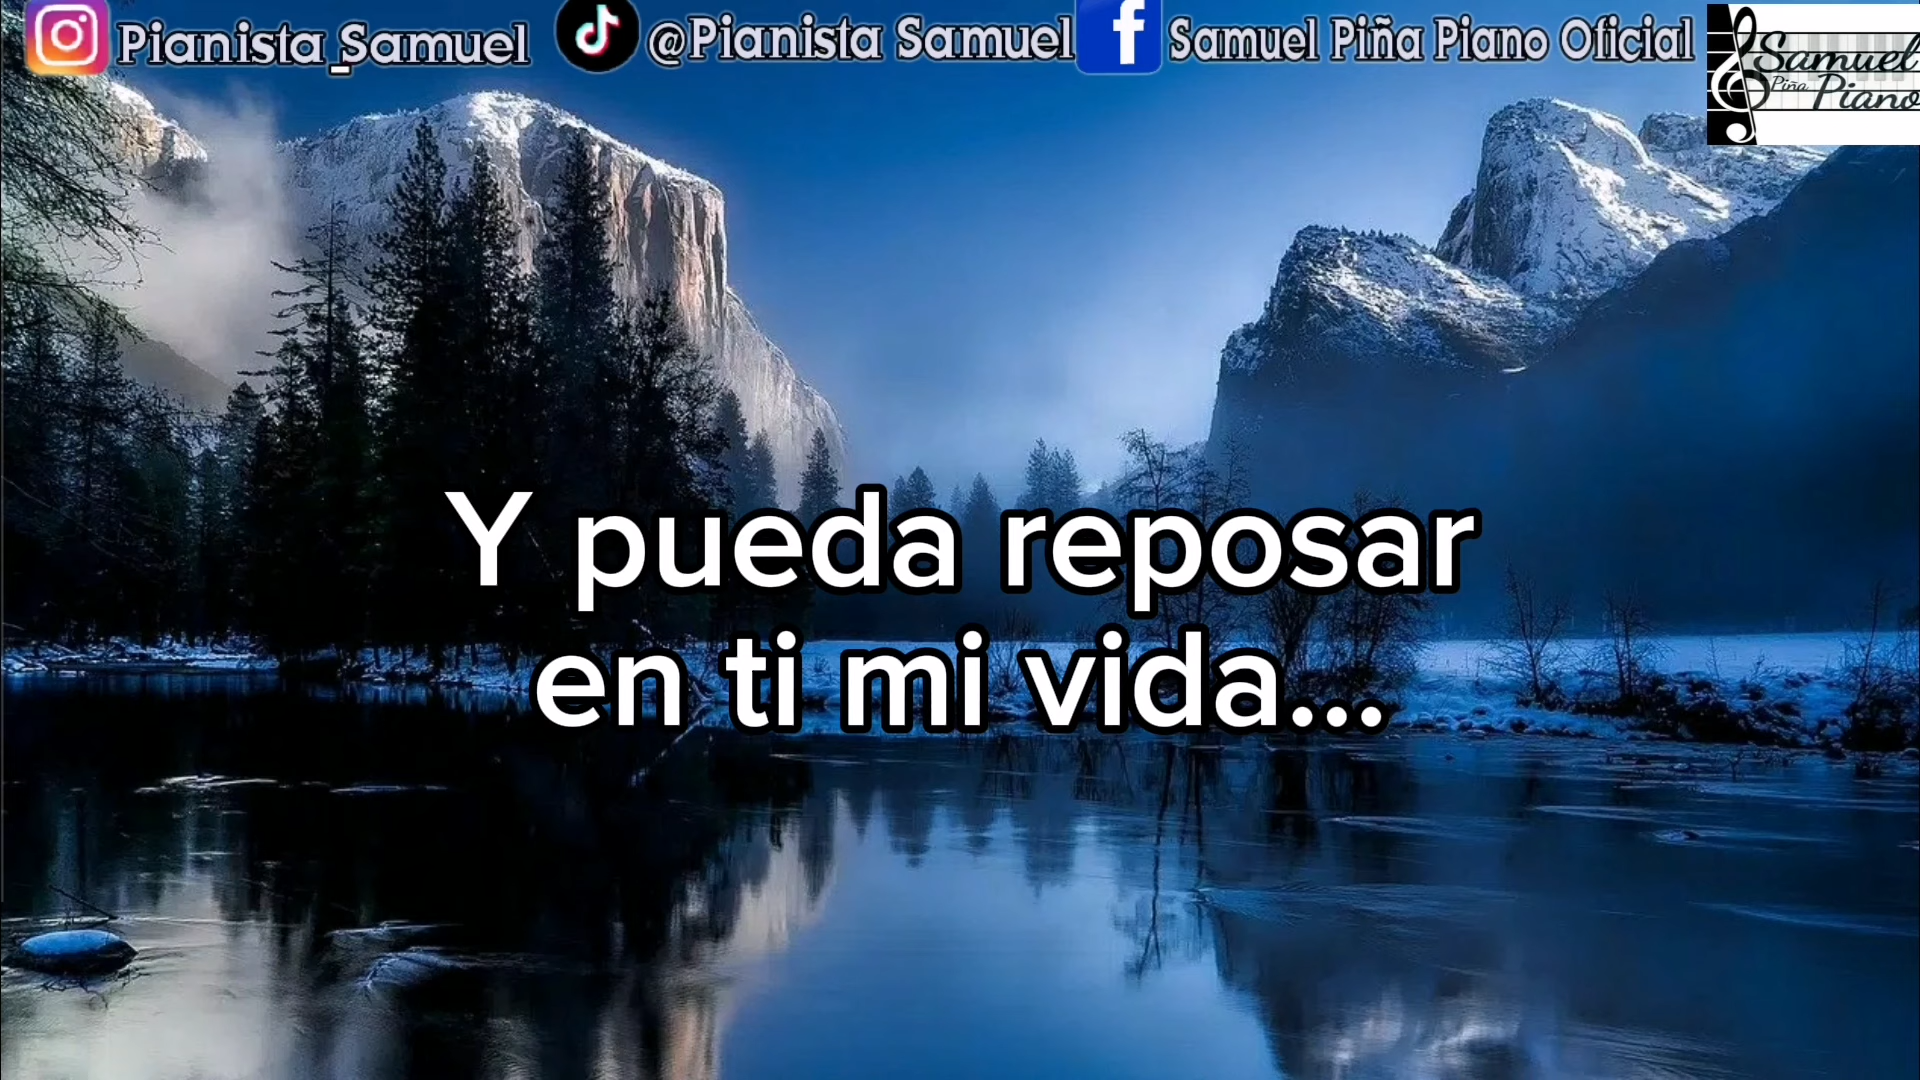 Pianista_Samuel
@Pianista Samuel
Samuel Piña Piano Oficial
Samuel
Piña Piano
Y pueda reposar
en ti mi vida...